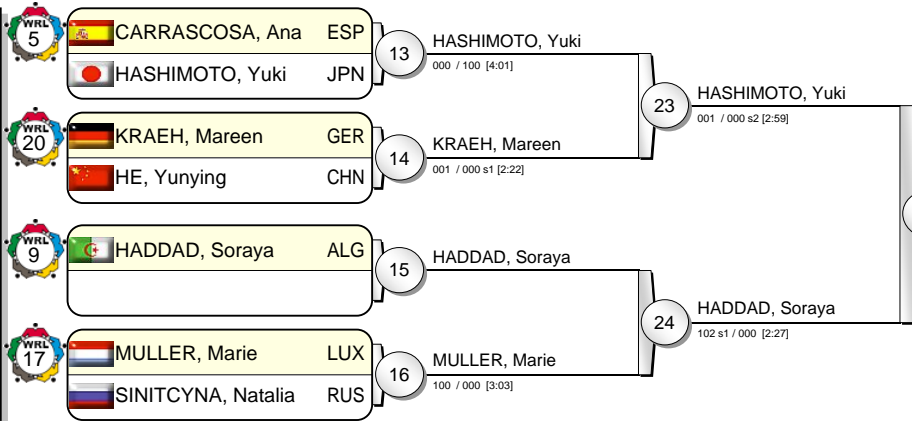 WRL
5
CARRASCOSA, Ana ESP
HASHIMOTO, Yuki JPN
13
HASHIMOTO, Yuki
000 / 100 [4:01]
WRL
20
KRAEH, Mareen GER
HE, Yunying CHN
14
KRAEH, Mareen
001 / 000 s1 [2:22]
23
HASHIMOTO, Yuki
001 / 000 s2 [2:59]
WRL
9
HADDAD, Soraya ALG
15
HADDAD, Soraya
WRL
17
MULLER, Marie LUX
SINITCYNA, Natalia RUS
16
MULLER, Marie
100 / 000 [3:03]
24
HADDAD, Soraya
102 s1 / 000 [2:27]